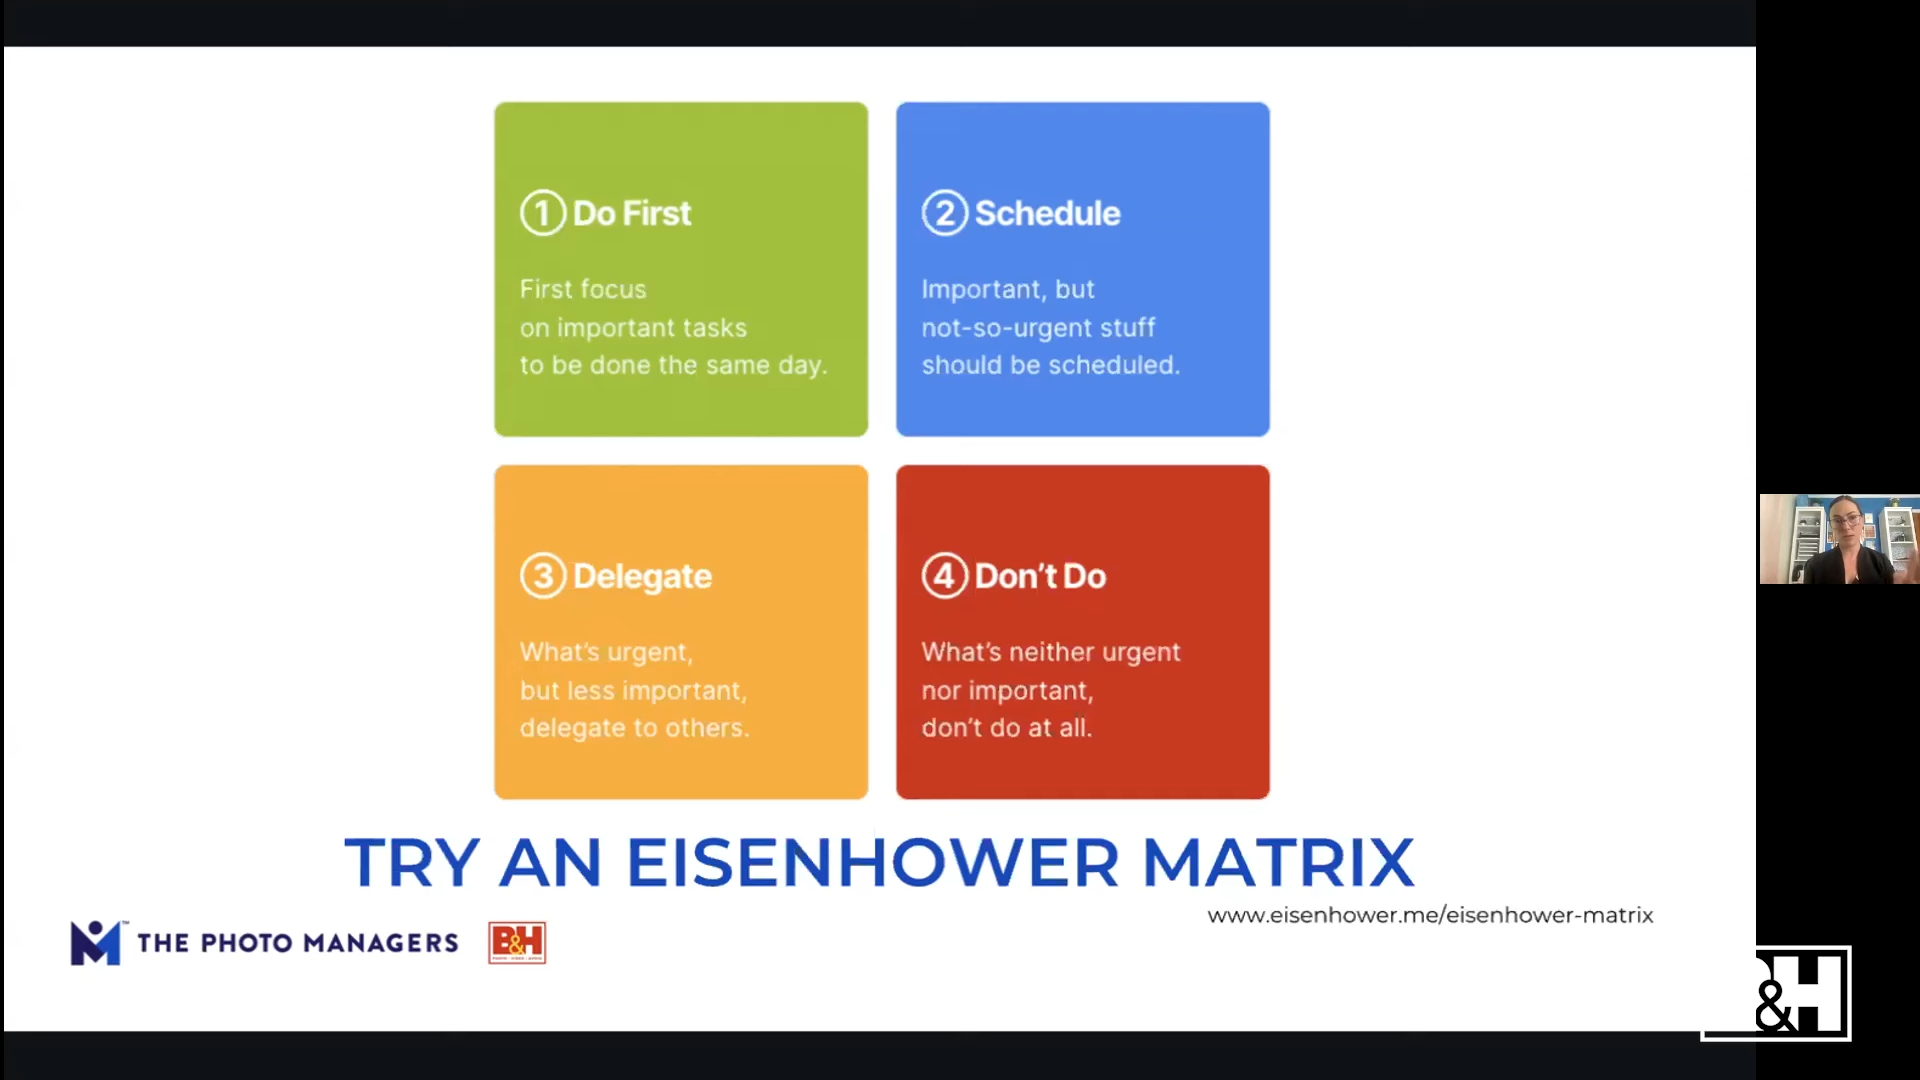 ① Do First
First focus
on important tasks
to be done the same day.
② Schedule
Important, but
not-so-urgent stuff
should be scheduled.
③ Delegate
What's urgent,
but less important,
delegate to others.
④ Don't Do
What's neither urgent
nor important,
don't do at all.
TRY AN EISENHOWER MATRIX
www.eisenhower.me/eisenhower-matrix
THE PHOTO MANAGERS
B&H
&H